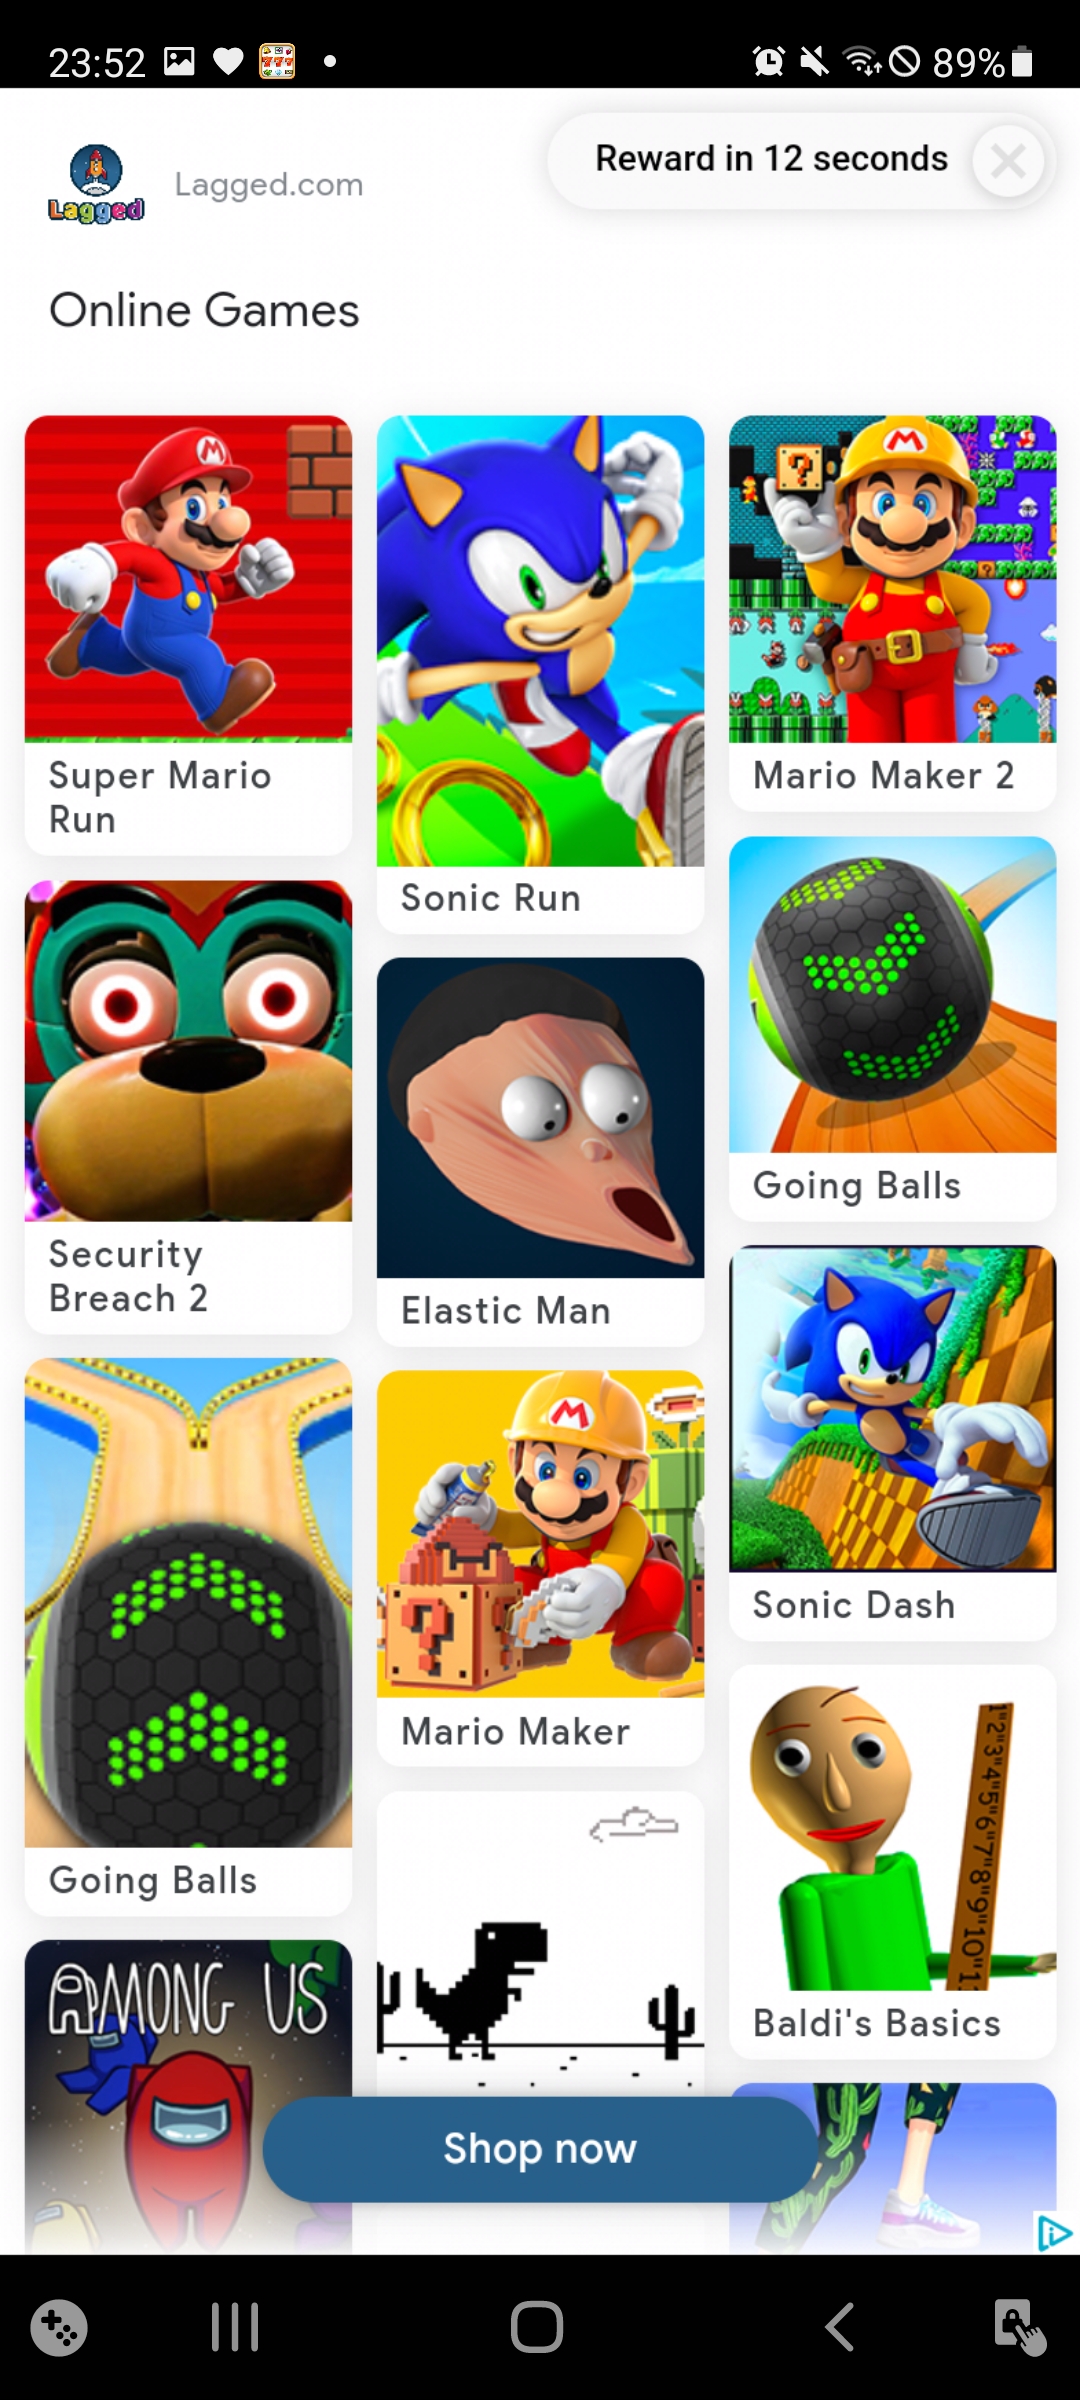 23:52
89%
Lagged
Lagged.com
Reward in 12 seconds
Online Games
Super Mario
Run
Sonic Run
Mario Maker 2
Security
Breach 2
Elastic Man
Going Balls
Sonic Dash
Going Balls
Mario Maker
1"2"3"4"5"6"7"8"9"10"1
Baldi's Basics
AMONG US
Shop now